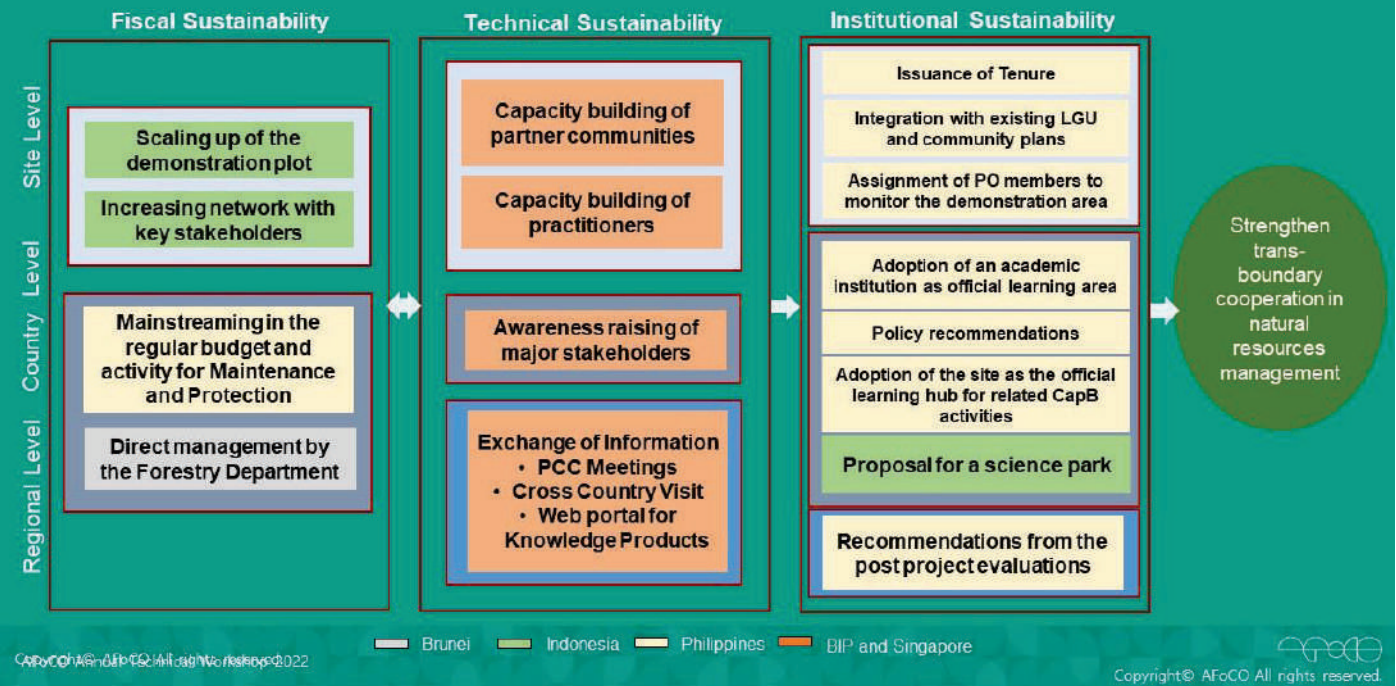 Fiscal Sustainability
Technical Sustainability
Institutional Sustainability
Site Level
Country Level
Regional Level
Scaling up of the
demonstration plot
Increasing network with
key stakeholders
Mainstreaming in the
regular budget and
activity for Maintenance
and Protection
Direct management by
the Forestry Department
Capacity building of
partner communities
Capacity building of
practitioners
Awareness raising of
major stakeholders
Exchange of Information
• PCC Meetings
• Cross Country Visit
• Web portal for
Knowledge Products
Issuance of Tenure
Integration with existing LGU
and community plans
Assignment of PO members to
monitor the demonstration area
Adoption of an academic
institution as official learning area
Policy recommendations
Adoption of the site as the official
learning hub for related CapB
activities
Proposal for a science park
Recommendations from the
post project evaluations
Strengthen
trans-
boundary
cooperation in
natural
resources
management
Brunei
Indonesia
Philippines
BIP and Singapore
AFoCO Annual Technical Workshop 2022
Copyright© AFoCO All rights reserved.
AFoCO
Copyright© AFoCO All rights reserved.